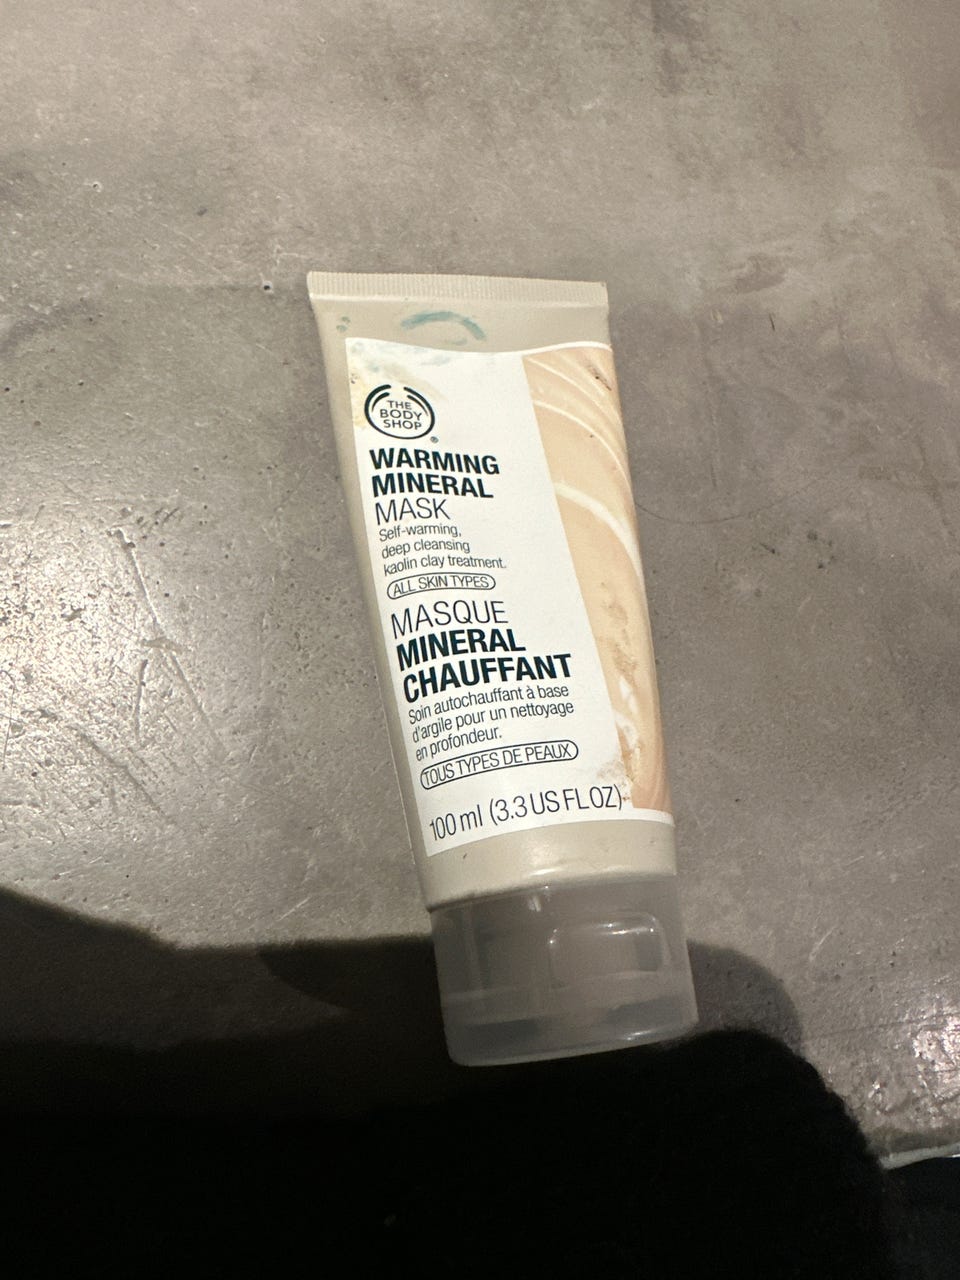 THE
BODY
SHOP
®
WARMING
MINERAL
MASK
Self-warming,
deep cleansing
kaolin clay treatment.
ALL SKIN TYPES
MASQUE
MINERAL
CHAUFFANT
Soin autochauffant à base
d'argile pour un nettoyage
en profondeur.
TOUS TYPES DE PEAUX
100 ml (3.3 US FL OZ)